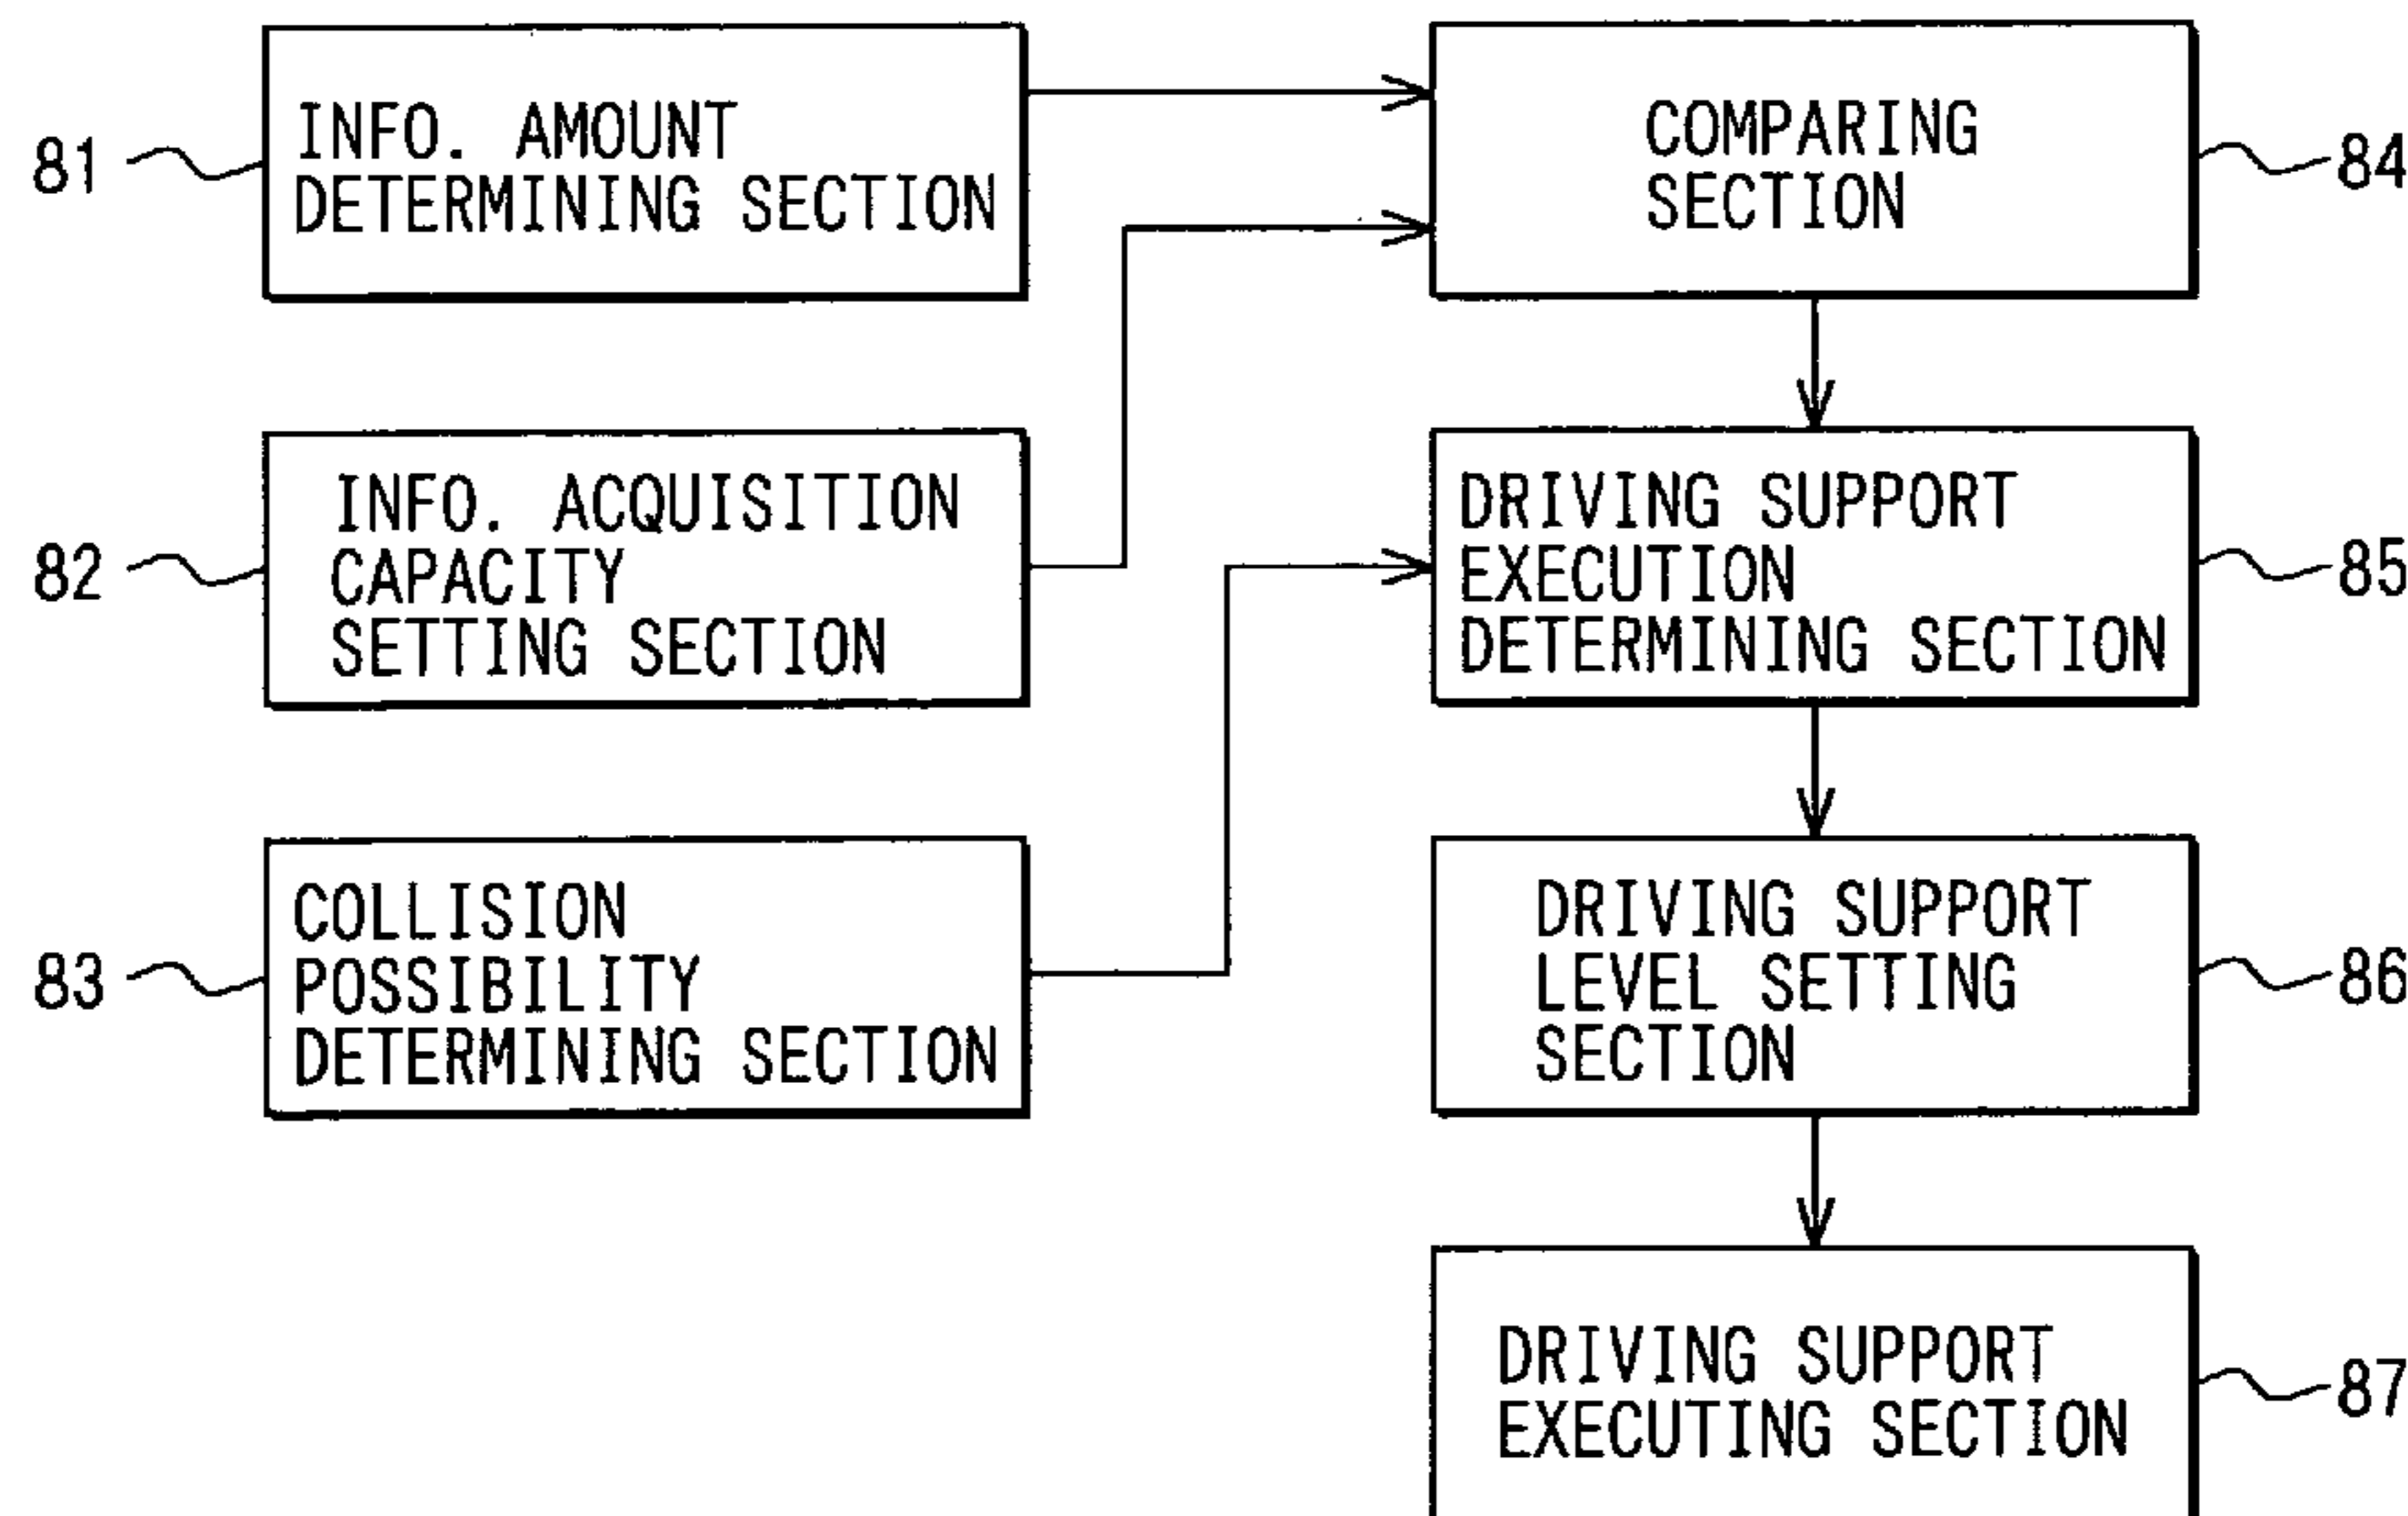 81
INFO. AMOUNT
DETERMINING SECTION
COMPARING
SECTION
84
82
INFO. ACQUISITION
CAPACITY
SETTING SECTION
DRIVING SUPPORT
EXECUTION
DETERMINING SECTION
85
83
COLLISION
POSSIBILITY
DETERMINING SECTION
DRIVING SUPPORT
LEVEL SETTING
SECTION
86
DRIVING SUPPORT
EXECUTING SECTION
87